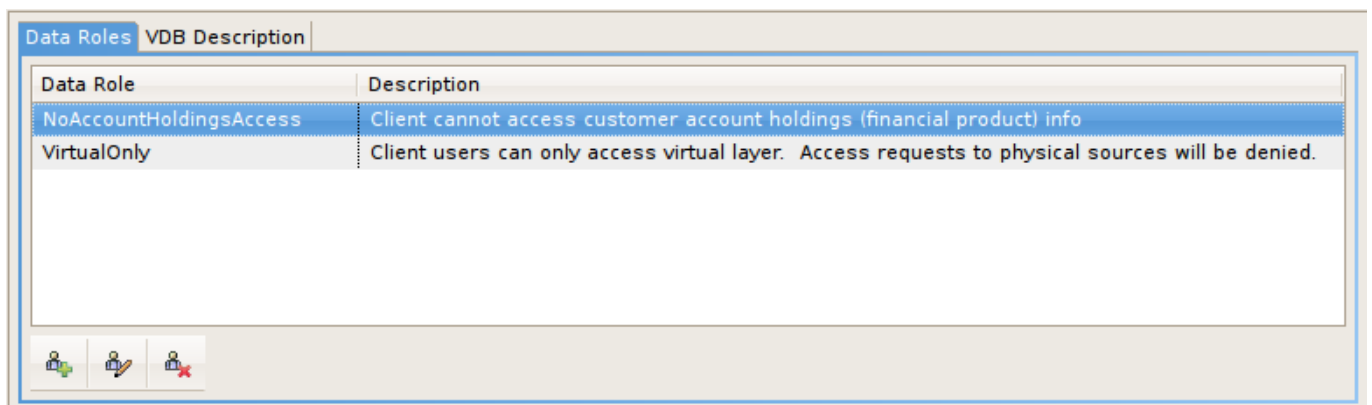 Data Roles VDB Description
Data Role Description
NoAccountHoldingsAccess Client cannot access customer account holdings (financial product) info
VirtualOnly Client users can only access virtual layer.  Access requests to physical sources will be denied.